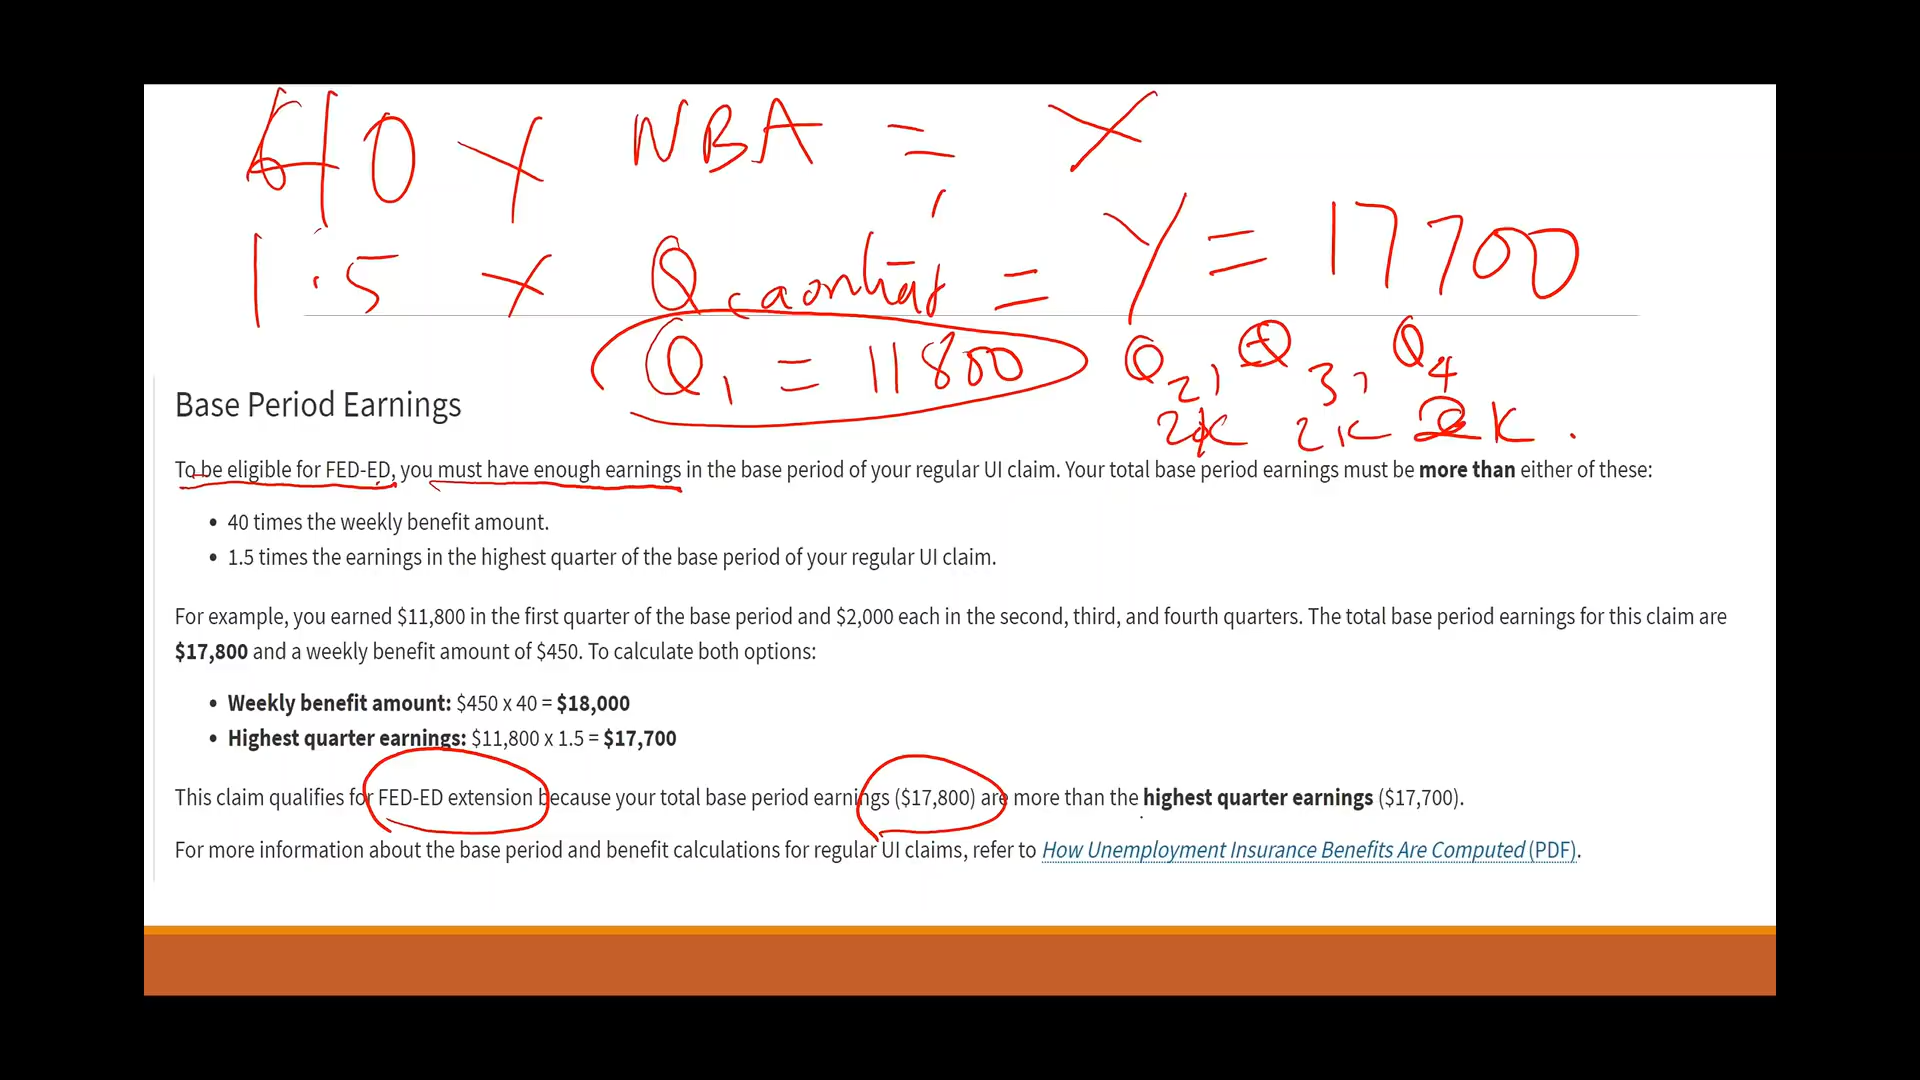 40 x WBA = X
1.5 x Q = Y = 17700
Q1 = 11800 Q2, Q3, Q4
2K 2K 2K .
Base Period Earnings
To be eligible for FED-ED, you must have enough earnings in the base period of your regular UI claim. Your total base period earnings must be more than either of these:
• 40 times the weekly benefit amount.
• 1.5 times the earnings in the highest quarter of the base period of your regular UI claim.
For example, you earned $11,800 in the first quarter of the base period and $2,000 each in the second, third, and fourth quarters. The total base period earnings for this claim are
$17,800 and a weekly benefit amount of $450. To calculate both options:
• Weekly benefit amount: $450 x 40 = $18,000
• Highest quarter earnings: $11,800 x 1.5 = $17,700
This claim qualifies for FED-ED extension because your total base period earnings ($17,800) are more than the highest quarter earnings ($17,700).
For more information about the base period and benefit calculations for regular UI claims, refer to How Unemployment Insurance Benefits Are Computed (PDF).